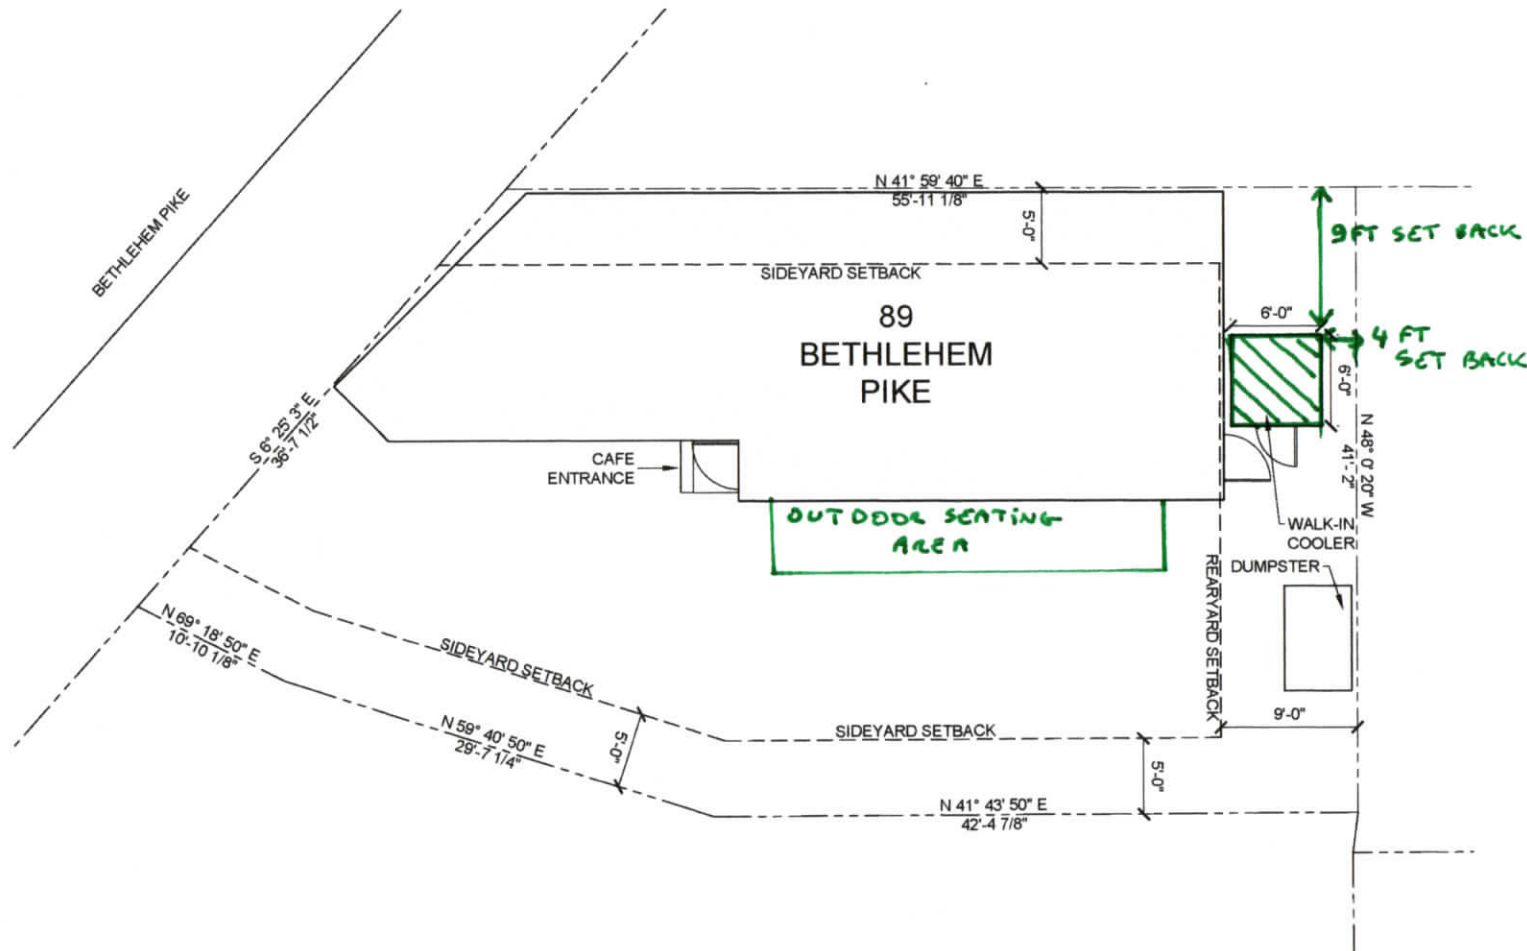 BETHLEHEM PIKE
N 41° 59' 40" E
55'-11 1/8"
5'-0"
SIDEYARD SETBACK
89
BETHLEHEM
PIKE
9FT SET BACK
6'-0"
4 FT
SET BACK
6'-0"
S 6° 25' 3" E
36'-7 1/2"
CAFE
ENTRANCE
N 48° 0' 20" W
41'-2"
OUTDOOR SEATING
AREA
WALK-IN
COOLER
DUMPSTER
REARYARD SETBACK
N 69° 18' 50" E
10'-10 1/8"
SIDEYARD SETBACK
9'-0"
N 59° 40' 50" E
29'-7 1/4"
5'-0"
SIDEYARD SETBACK
5'-0"
N 41° 43' 50" E
42'-4 7/8"